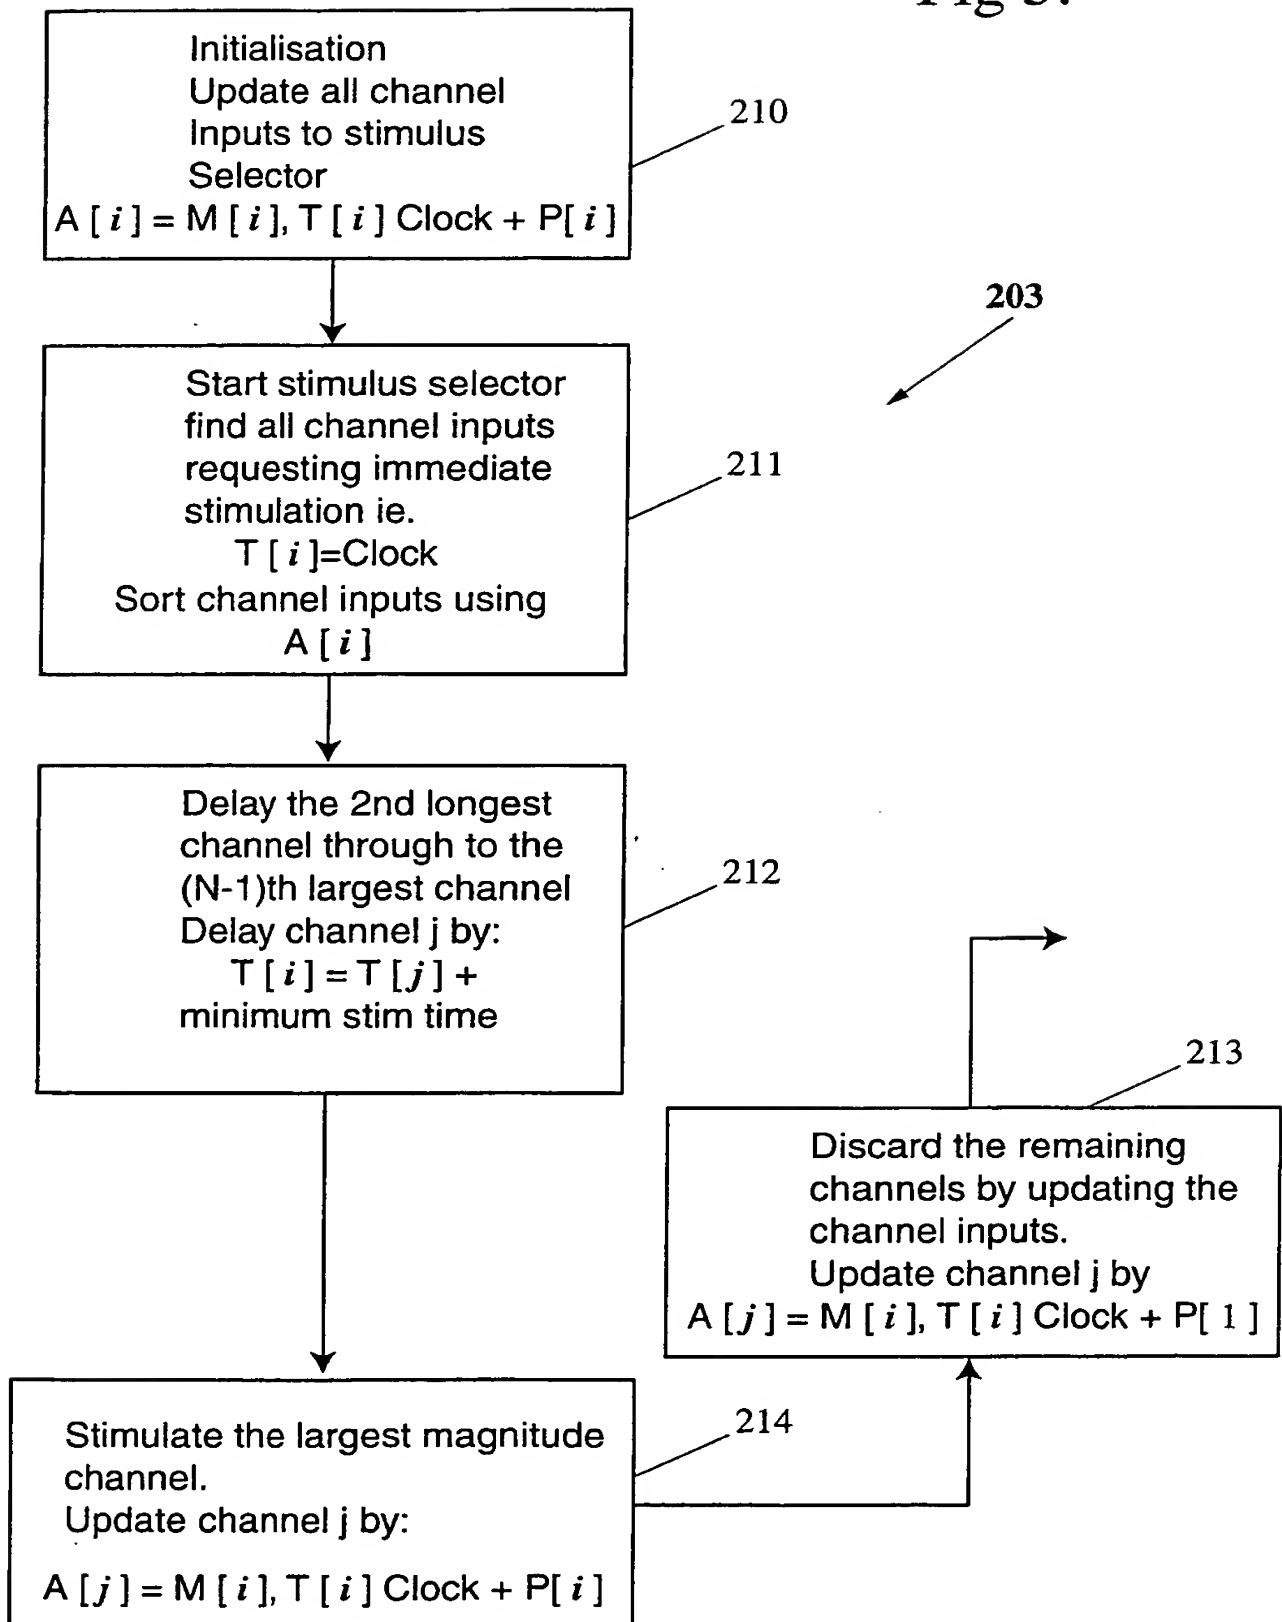 Initialisation
Update all channel
Inputs to stimulus
Selector
A [ i ] = M [ i ], T [ i ] Clock + P[ i ]
210
203
Start stimulus selector
find all channel inputs
requesting immediate
stimulation ie.
T [ i ]=Clock
Sort channel inputs using
A [ i ]
211
Delay the 2nd longest
channel through to the
(N-1)th largest channel
Delay channel j by:
T [ i ] = T [ j ] +
minimum stim time
212
213
Discard the remaining
channels by updating the
channel inputs.
Update channel j by
A [ j ] = M [ i ], T [ i ] Clock + P[ 1 ]
Stimulate the largest magnitude
channel.
Update channel j by:
A [ j ] = M [ i ], T [ i ] Clock + P[ i ]
214